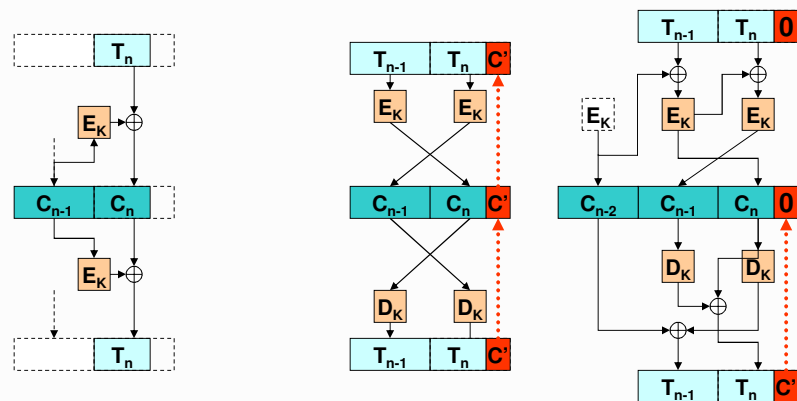 Tn
EK
Cn-1 Cn
EK
Tn
Tn-1 Tn C'
EK EK
Cn-1 Cn C'
DK DK
Tn-1 Tn C'
Tn-1 Tn 0
EK EK EK
Cn-2 Cn-1 Cn 0
DK DK
Tn-1 Tn C'